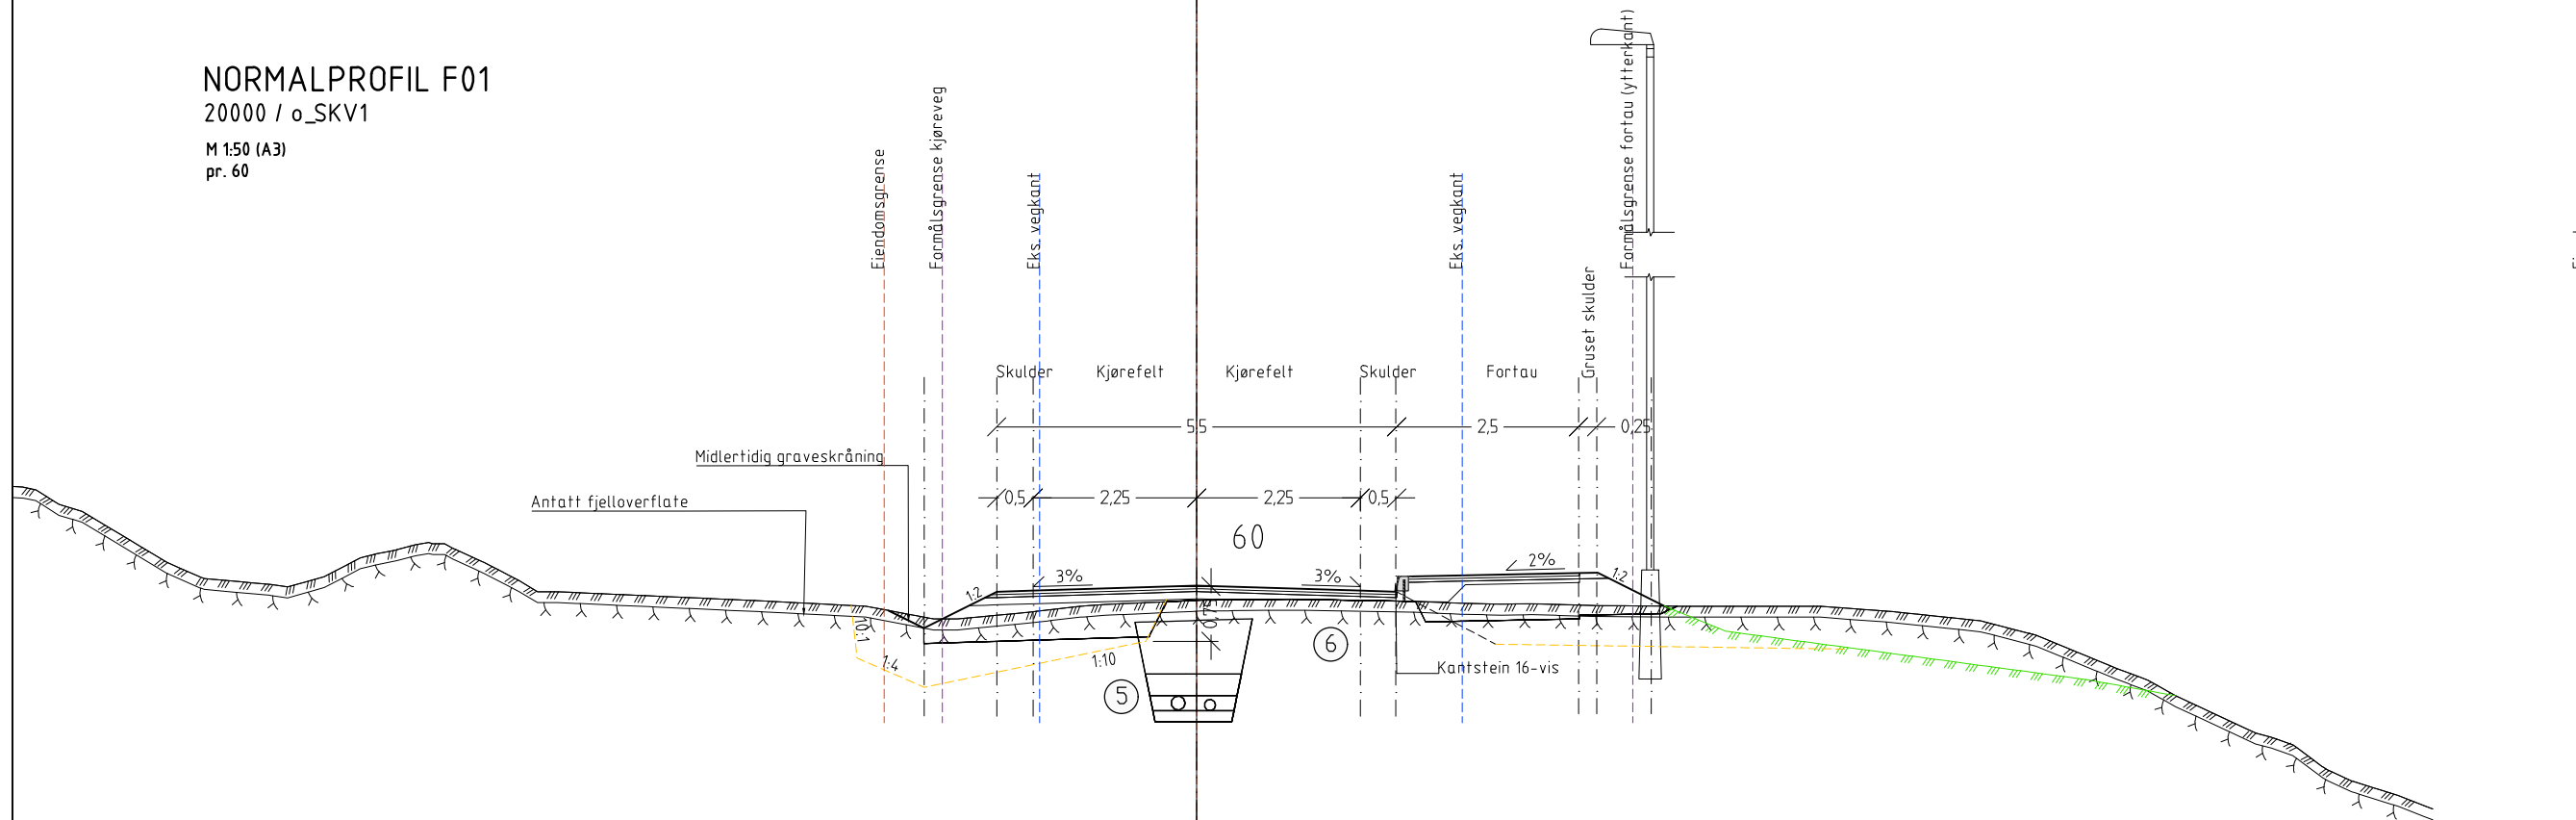 NORMALPROFIL F01
20000 / o_SKV1
M 1:50 (A3)
pr. 60
Eiendomsgrense
Formålsgrense kjøreveg
Eks. vegkant
Eks. vegkant
Gruset skulder
Formålsgrense fortau (ytterkant)
Skulder
Kjørefelt
Kjørefelt
Skulder
Fortau
5,5
2,5
0,25
Midlertidig graveskråning
Antatt fjelloverflate
0,5
2,25
2,25
0,5
60
1:2
3%
3%
2%
1:2
0,75
10:1
1:4
1:10
5
6
Kantstein 16-vis